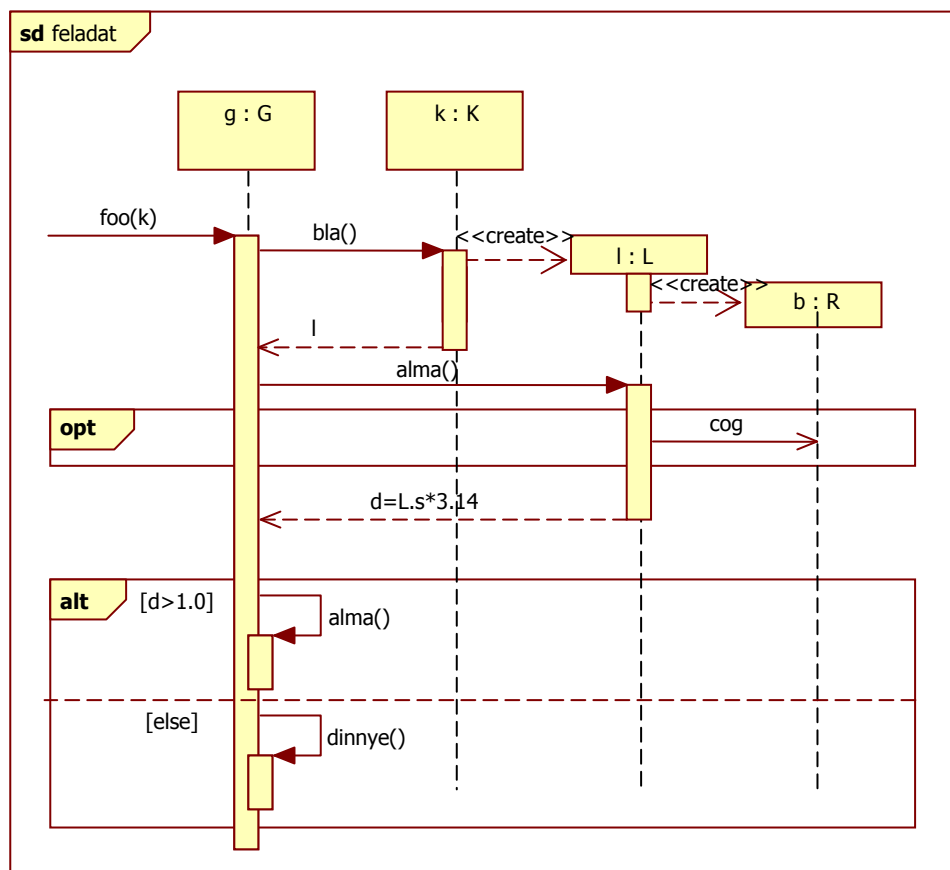 sd feladat
g : G
k : K
foo(k)
bla()
<<create>>
l : L
<<create>>
b : R
l
alma()
opt
cog
d=L.s*3.14
alt
[d>1.0]
alma()
[else]
dinnye()